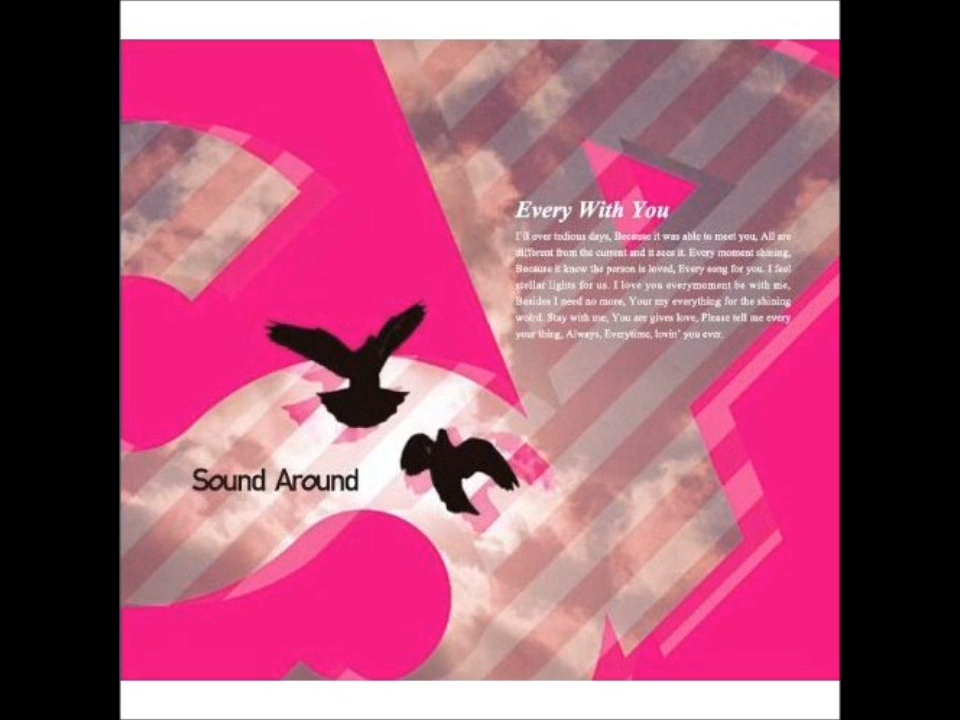 Every With You
I'll over tedious days, Because it was able to meet you, All are
different from the current and it sees it. Every moment shining,
Because it knew the person is loved, Every song for you. I feel
stellar lights for us. I love you everymoment be with me,
Besides I need no more, Your my everything for the shining
wolrd. Stay with me, You are gives love, Please tell me every
your thing, Always, Everytime, lovin' you ever.
Sound Around